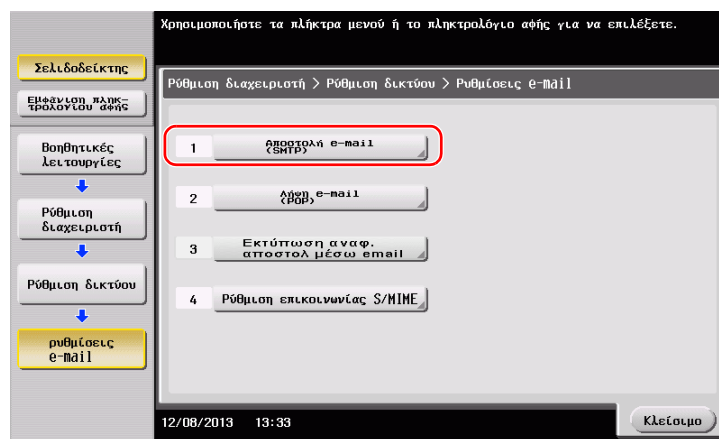 Χρησιμοποιήστε τα πλήκτρα μενού ή το πληκτρολόγιο αφής για να επιλέξετε.
Σελιδοδείκτης
Εμφάνιση πληκ-
τρολογίου αφής
Βοηθητικές
λειτουργίες
Ρύθμιση
διαχειριστή
Ρύθμιση δικτύου
ρυθμίσεις
e-mail
Ρύθμιση διαχειριστή > Ρύθμιση δικτύου > Ρυθμίσεις e-mail
1 Αποστολή e-mail
(SMTP)
2 Λήψη e-mail
(POP)
3 Εκτύπωση αναφ.
αποστολ μέσω email
4 Ρύθμιση επικοινωνίας S/MIME
12/08/2013 13:33
Κλείσιμο